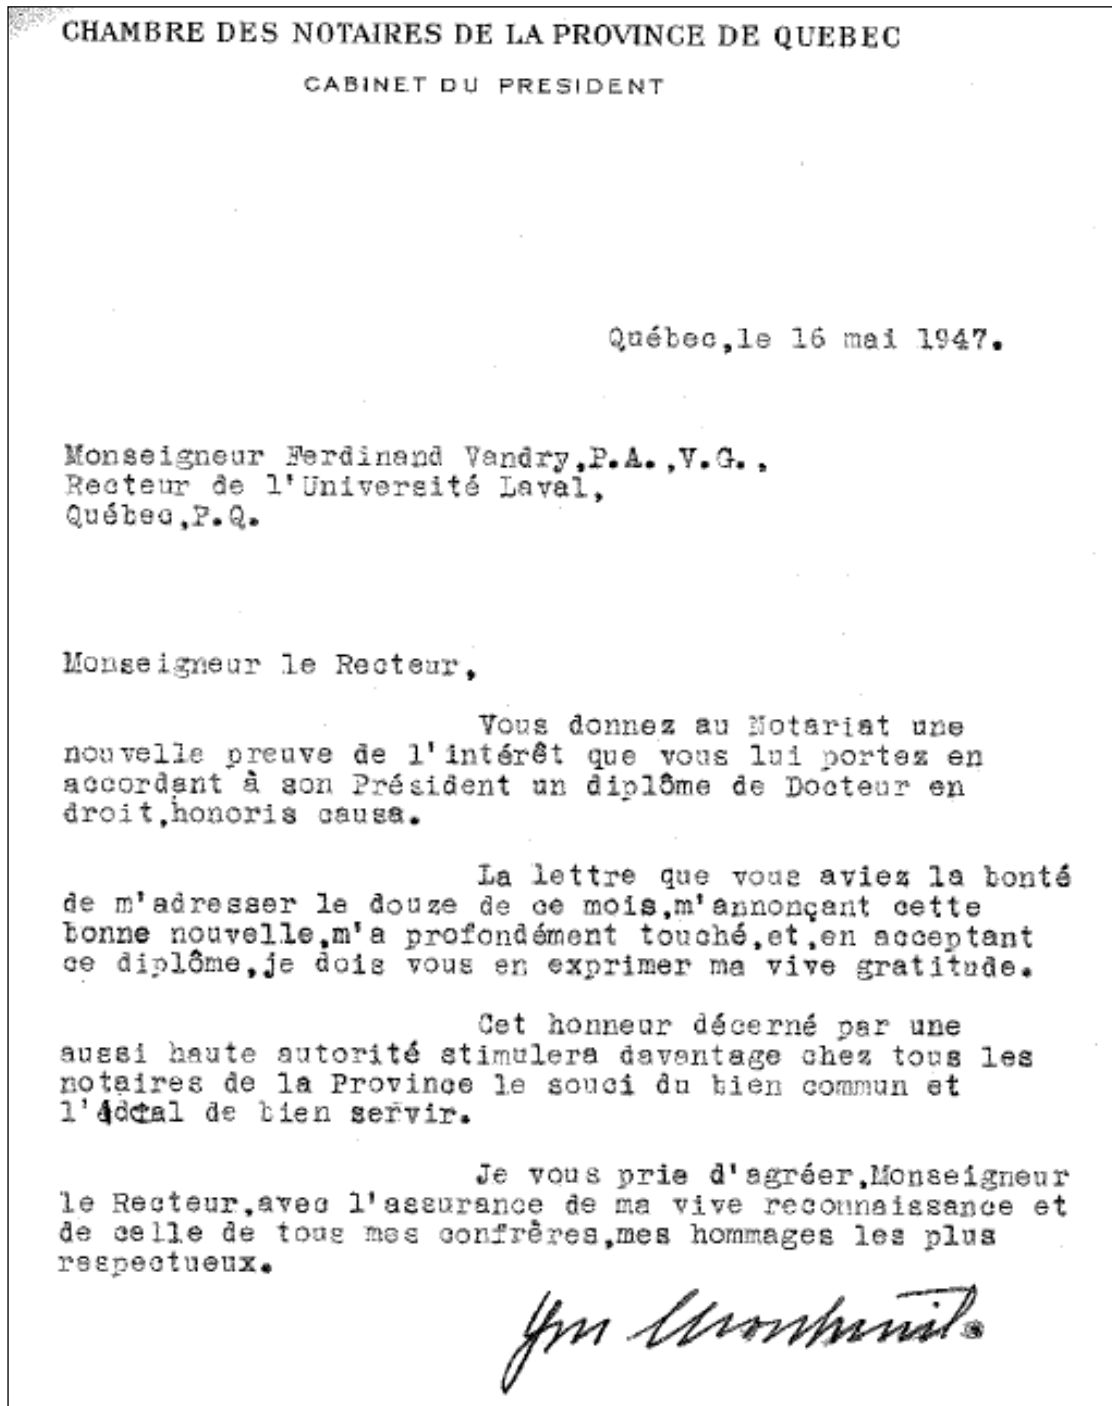 CHAMBRE DES NOTAIRES DE LA PROVINCE DE QUEBEC
CABINET DU PRESIDENT
Québec,le 16 mai 1947.
Monseigneur Ferdinand Vandry,P.A.,V.G.,
Recteur de l'Université Laval,
Québec,P.Q.
Monseigneur le Recteur,
Vous donnez au Notariat une
nouvelle preuve de l'intérêt que vous lui portez en
accordant à son Président un diplôme de Docteur en
droit,honoris causa.
La lettre que vous aviez la bonté
de m'adresser le douze de ce mois,m'annonçant cette
bonne nouvelle,m'a profondément touché,et,en acceptant
ce diplôme,je dois vous en exprimer ma vive gratitude.
Cet honneur décerné par une
aussi haute autorité stimulera davantage chez tous les
notaires de la Province le souci du bien commun et
de bien servir.
Je vous prie d'agréer,Monseigneur
le Recteur,avec l'assurance de ma vive reconnaissance et
de celle de tous mes confrères,mes hommages les plus
respectueux.